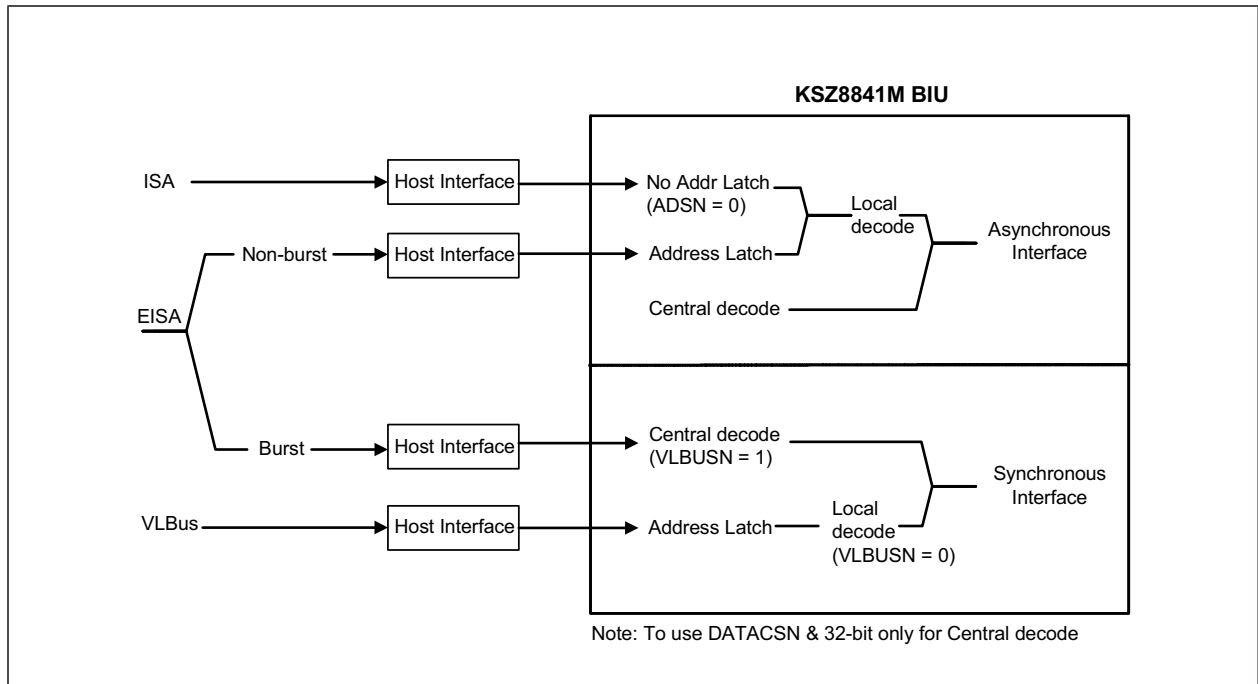 KSZ8841M BIU
ISA
Host Interface
No Addr Latch
(ADSN = 0)
Local
decode
Asynchronous
Interface
Non-burst
Host Interface
Address Latch
EISA
Central decode
Burst
Host Interface
Central decode
(VLBUSN = 1)
Synchronous
Interface
VLBus
Host Interface
Address Latch
Local
decode
(VLBUSN = 0)
Note: To use DATACSN & 32-bit only for Central decode